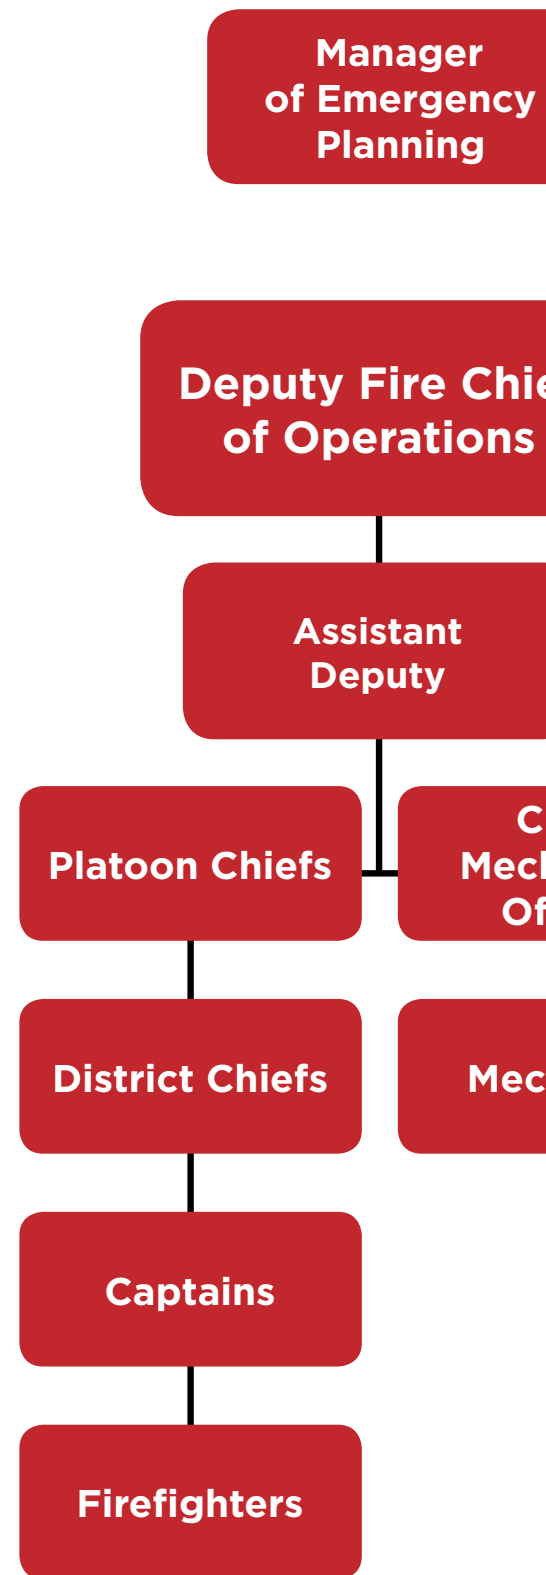 Manager
of Emergency
Planning
Deputy Fire
of Operations
Assistant
Deputy
Platoon Chiefs
District Chiefs
Captains
Firefighters